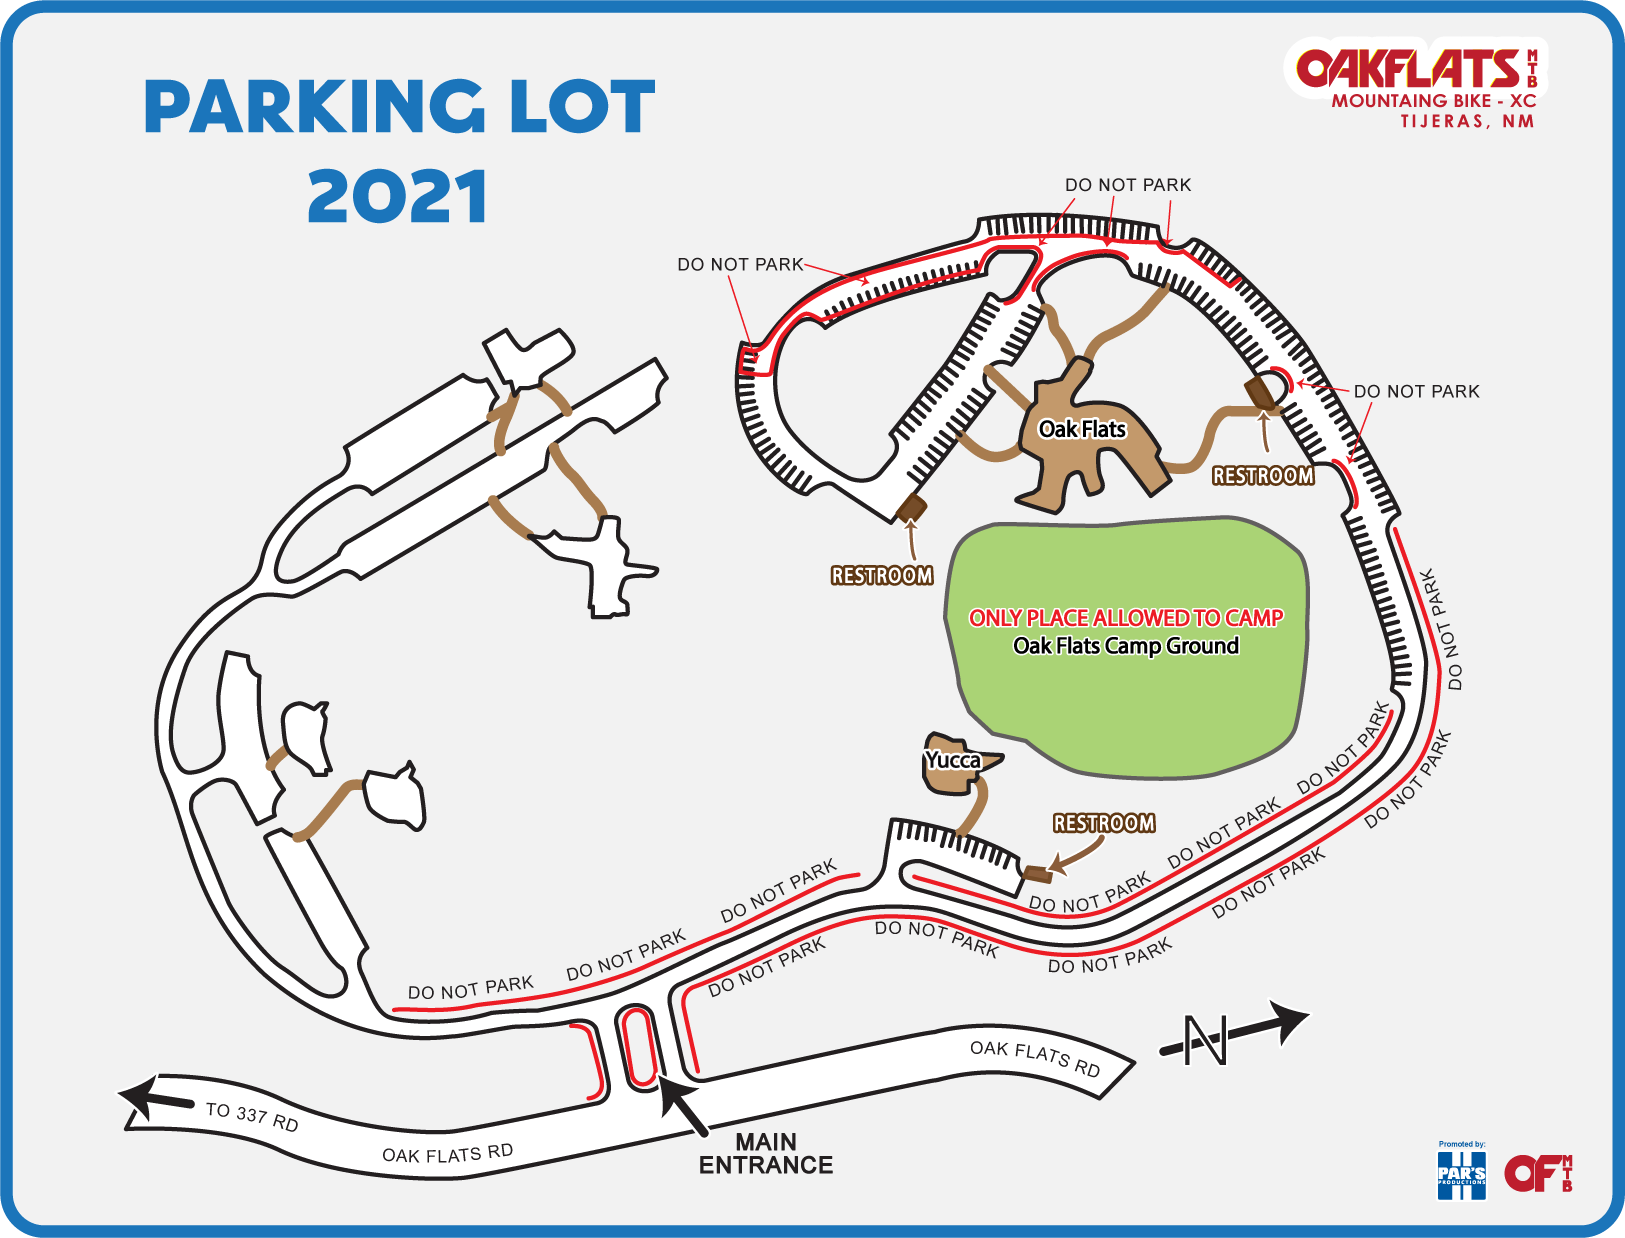 PARKING LOT
2021
OAKFLATS MTB
MOUNTAING BIKE - XC
TIJERAS, NM
DO NOT PARK
DO NOT PARK
DO NOT PARK
Oak Flats
RESTROOM
RESTROOM
ONLY PLACE ALLOWED TO CAMP
Oak Flats Camp Ground
DO NOT PARK
DO NOT PARK
Yucca
RESTROOM
DO NOT PARK
DO NOT PARK
DO NOT PARK
DO NOT PARK
DO NOT PARK
DO NOT PARK
DO NOT PARK
DO NOT PARK
DO NOT PARK
DO NOT PARK
DO NOT PARK
DO NOT PARK
N
OAK FLATS RD
TO 337 RD
OAK FLATS RD
MAIN
ENTRANCE
Promoted by:
PAR'S
PRODUCTIONS
OF MTB